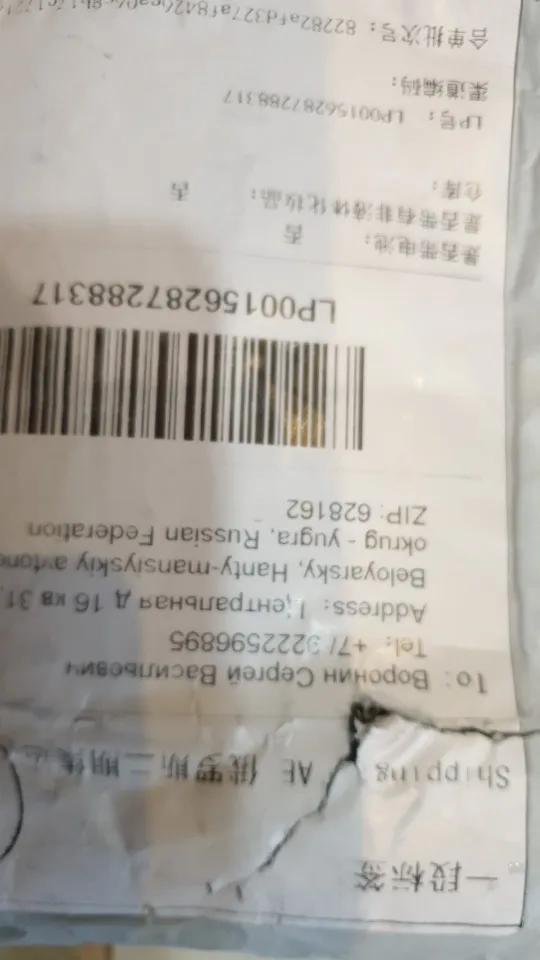 一段标签
Shipping AE 俄罗斯二期
To: Воронин Сергей Васильевич
Tel: +7/ 9222596895
Address: Центральная д 16 кв 31,
Beloyarsky, Hanty-mansiyskiy
okrug - yugra, Russian Federation
ZIP: 628162
LP00156287288317
是否带电池: 否
是否带有非液体化妆品: 否
仓库:
LP号: LP00156287288317
渠道编码:
合单批次号: